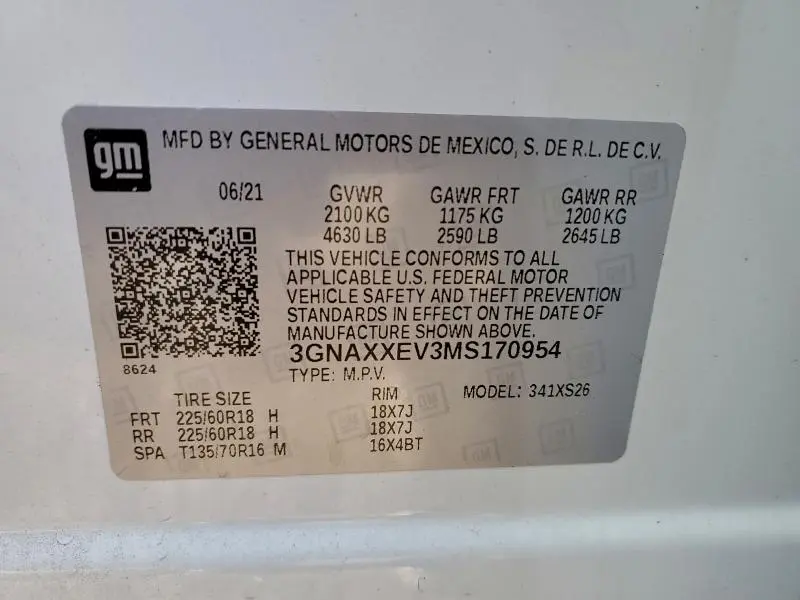 gm
MFD BY GENERAL MOTORS DE MEXICO, S. DE R.L. DE C.V.
06/21 GVWR GAWR FRT GAWR RR
2100 KG 1175 KG 1200 KG
4630 LB 2590 LB 2645 LB
THIS VEHICLE CONFORMS TO ALL
APPLICABLE U.S. FEDERAL MOTOR
VEHICLE SAFETY AND THEFT PREVENTION
STANDARDS IN EFFECT ON THE DATE OF
MANUFACTURE SHOWN ABOVE.
3GNAXXEV3MS170954
8624
TYPE: M.P.V.
TIRE SIZE RIM MODEL: 341XS26
FRT 225/60R18 H 18X7J
RR 225/60R18 H 18X7J
SPA T135/70R16 M 16X4BT